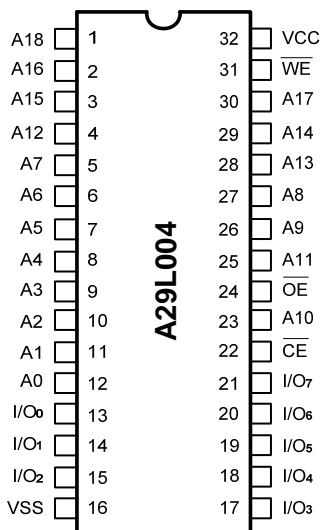 A18 1 32 VCC
A16 2 31 W̅E̅
A15 3 30 A17
A12 4 29 A14
A7 5 28 A13
A6 6 27 A8
A5 7 26 A9
A4 8 25 A11
A3 9 24 O̅E̅
A2 10 23 A10
A1 11 22 C̅E̅
A0 12 21 I/O₇
I/O₀ 13 20 I/O₆
I/O₁ 14 19 I/O₅
I/O₂ 15 18 I/O₄
VSS 16 17 I/O₃
A29L004